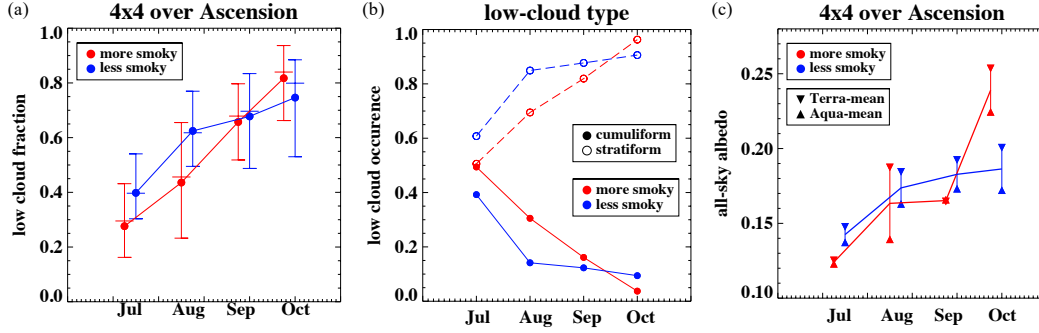 (a)
4x4 over Ascension
low cloud fraction
1.0
0.8
0.6
0.4
0.2
0.0
more smoky
less smoky
Jul Aug Sep Oct
(b)
low-cloud type
low cloud occurence
1.0
0.8
0.6
0.4
0.2
0.0
cumuliform
stratiform
more smoky
less smoky
Jul Aug Sep Oct
(c)
4x4 over Ascension
all-sky albedo
0.25
0.20
0.15
0.10
more smoky
less smoky
Terra-mean
Aqua-mean
Jul Aug Sep Oct